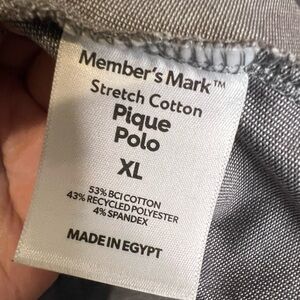 Member's Mark™
Stretch Cotton
Pique
Polo
XL
53% BCI COTTON
43% RECYCLED POLYESTER
4% SPANDEX
MADE IN EGYPT